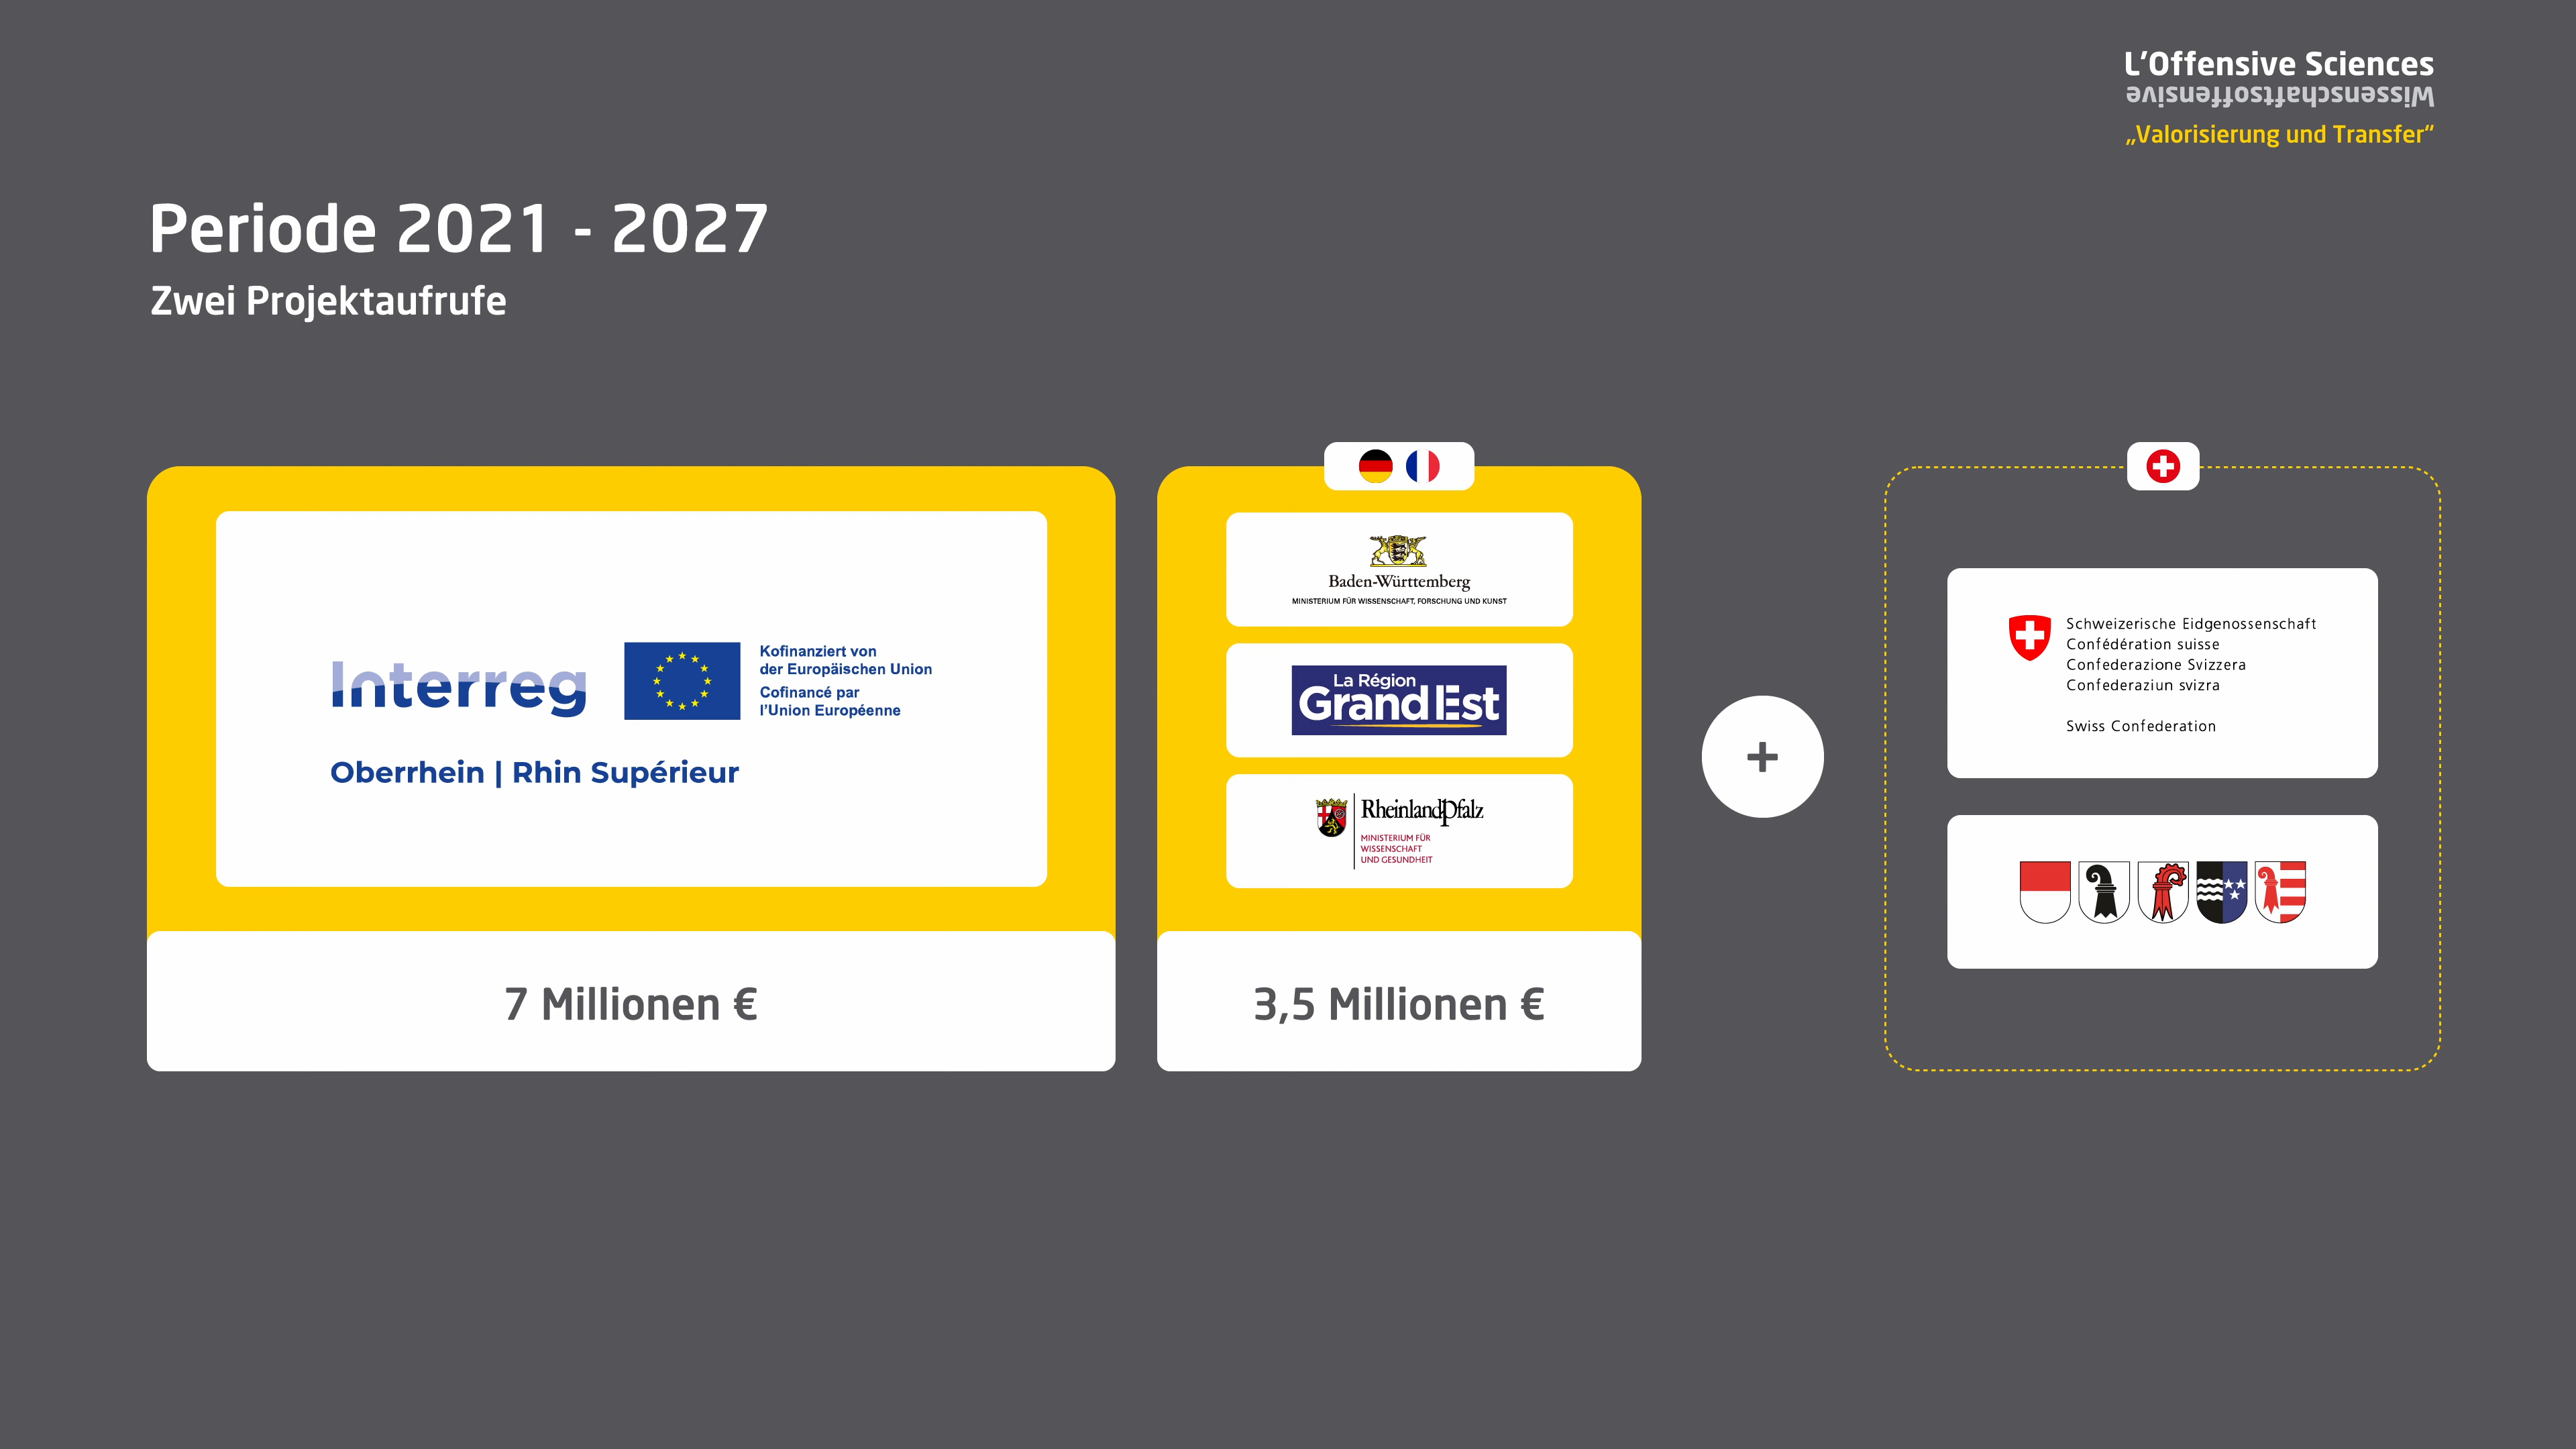 L'Offensive Sciences
Wissenschaftsoffensive
„Valorisierung und Transfer“
Periode 2021 - 2027
Zwei Projektaufrufe
Interreg
Kofinanziert von
der Europäischen Union
Cofinancé par
l'Union Européenne
Oberrhein | Rhin Supérieur
7 Millionen €
Baden-Württemberg
MINISTERIUM FÜR WISSENSCHAFT, FORSCHUNG UND KUNST
La Région
Grand Est
RheinlandPfalz
MINISTERIUM FÜR
WISSENSCHAFT
UND GESUNDHEIT
3,5 Millionen €
+
Schweizerische Eidgenossenschaft
Confédération suisse
Confederazione Svizzera
Confederaziun svizra
Swiss Confederation